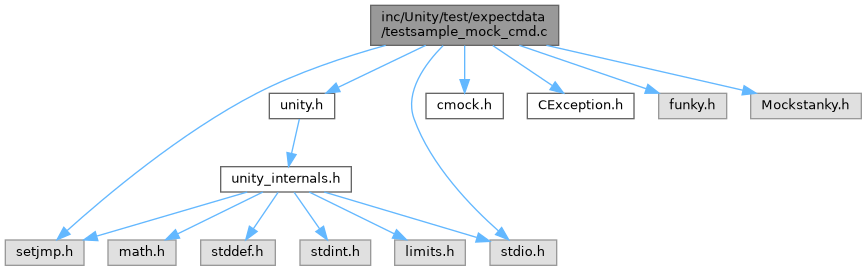 inc/Unity/test/expectdata
/testsample_mock_cmd.c
unity.h
cmock.h
CException.h
funky.h
Mockstanky.h
unity_internals.h
setjmp.h
math.h
stddef.h
stdint.h
limits.h
stdio.h